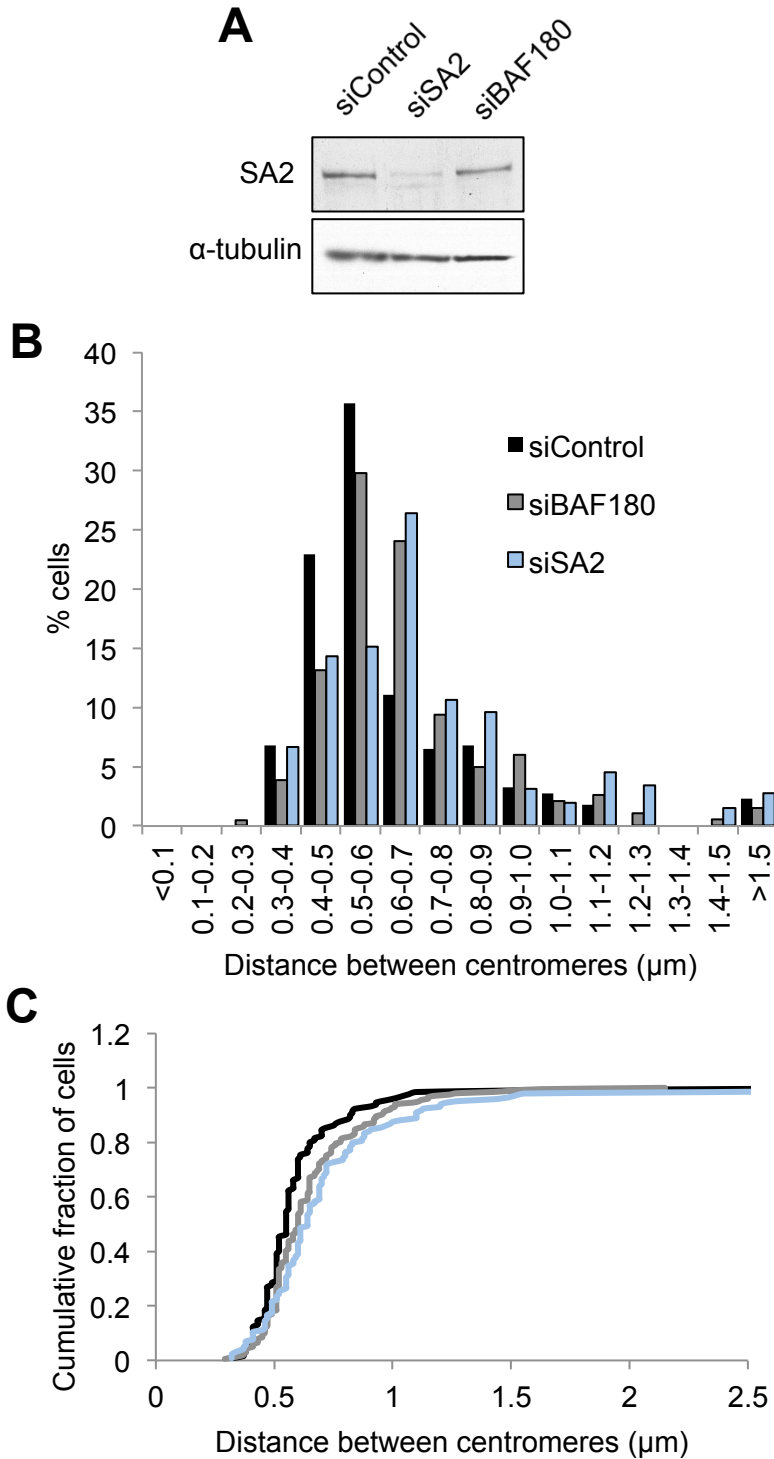 A
siControl
siSA2
siBAF180
SA2
α-tubulin
B
40
35
30
25
20
15
10
5
0
% cells
siControl
siBAF180
siSA2
<0.1
0.1-0.2
0.2-0.3
0.3-0.4
0.4-0.5
0.5-0.6
0.6-0.7
0.7-0.8
0.8-0.9
0.9-1.0
1.0-1.1
1.1-1.2
1.2-1.3
1.3-1.4
1.4-1.5
>1.5
Distance between centromeres (µm)
C
1.2
1
0.8
0.6
0.4
0.2
0
Cumulative fraction of cells
0
0.5
1
1.5
2
2.5
Distance between centromeres (µm)